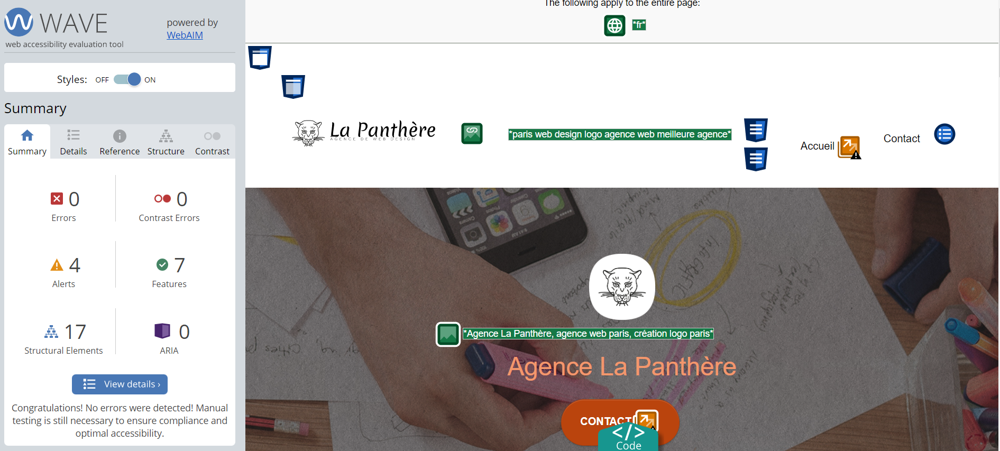 WAVE
web accessibility evaluation tool
powered by
WebAIM
Styles: OFF ON
Summary
Summary Details Reference Structure Contrast
0
Errors
0
Contrast Errors
4
Alerts
7
Features
17
Structural Elements
0
ARIA
View details ›
Congratulations! No errors were detected! Manual
testing is still necessary to ensure compliance and
optimal accessibility.
The following apply to the entire page:
*fr*
La Panthère
AGENCE DE WEB DESIGN
*paris web design logo agence web meilleure agence*
Accueil
Contact
*Agence La Panthère, agence web paris, création logo paris*
Agence La Panthère
CONTACT
</> Code